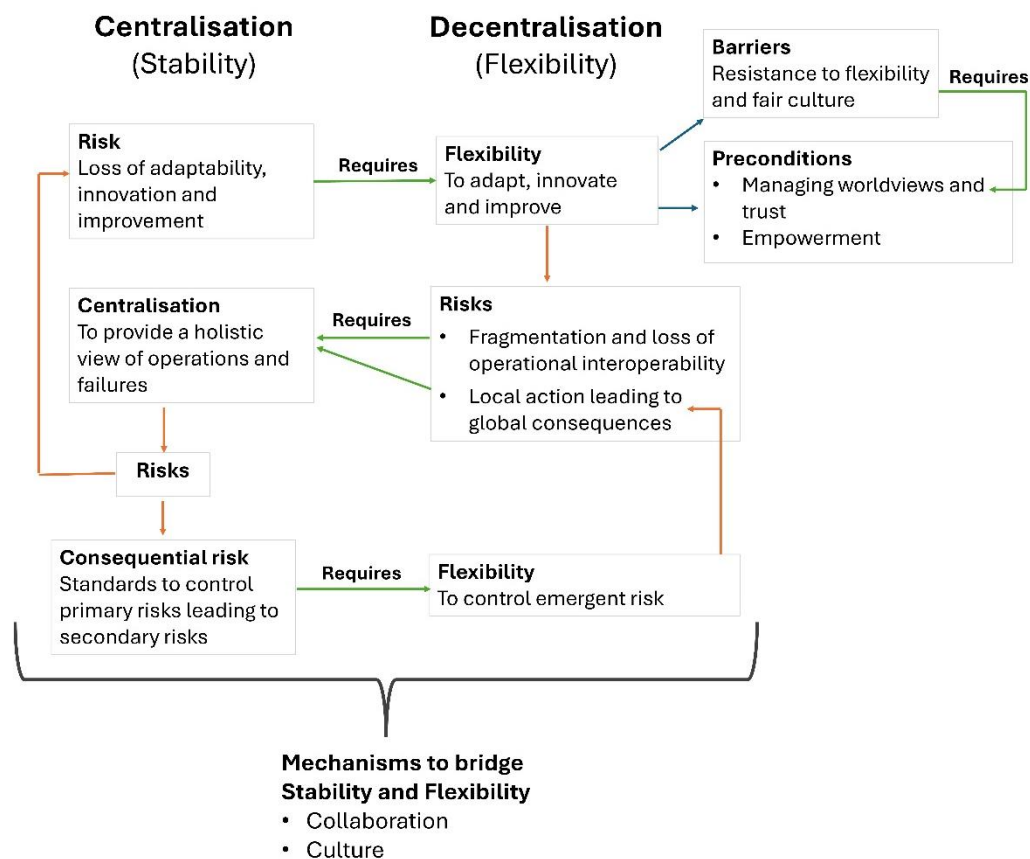 Centralisation
(Stability)
Decentralisation
(Flexibility)
Barriers
Resistance to flexibility
and fair culture
Requires
Risk
Loss of adaptability,
innovation and
improvement
Requires
Flexibility
To adapt, innovate
and improve
Preconditions
• Managing worldviews and
trust
• Empowerment
Centralisation
To provide a holistic
view of operations and
failures
Requires
Risks
• Fragmentation and loss of
operational interoperability
• Local action leading to
global consequences
Risks
Consequential risk
Standards to control
primary risks leading to
secondary risks
Requires
Flexibility
To control emergent risk
Mechanisms to bridge
Stability and Flexibility
• Collaboration
• Culture